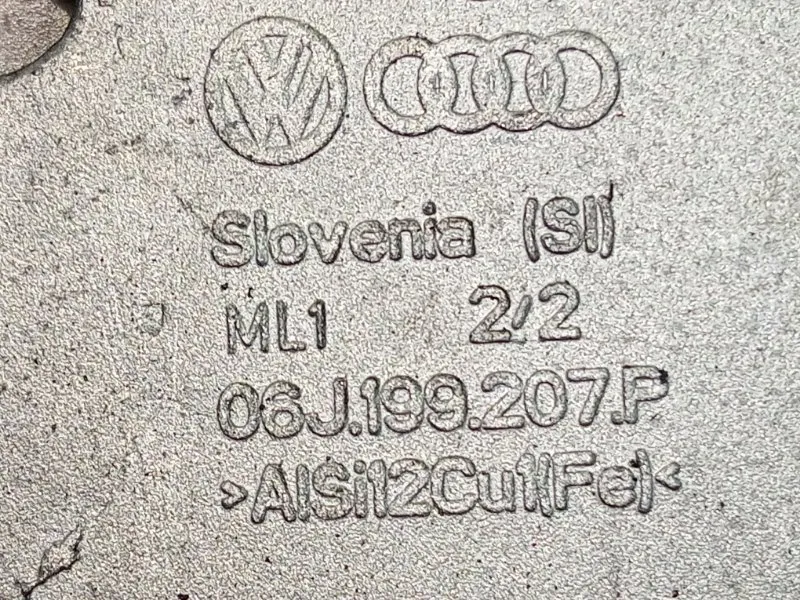 Slovenia (SI)
ML1 2/2
06J.199.207.P
>AlSi12Cu1(Fe)<